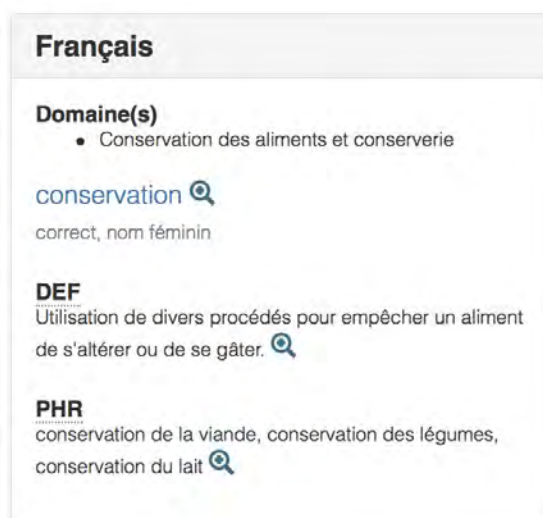 Français
Domaine(s)
• Conservation des aliments et conserverie
conservation
correct, nom féminin
DEF
Utilisation de divers procédés pour empêcher un aliment
de s'altérer ou de se gâter.
PHR
conservation de la viande, conservation des légumes,
conservation du lait